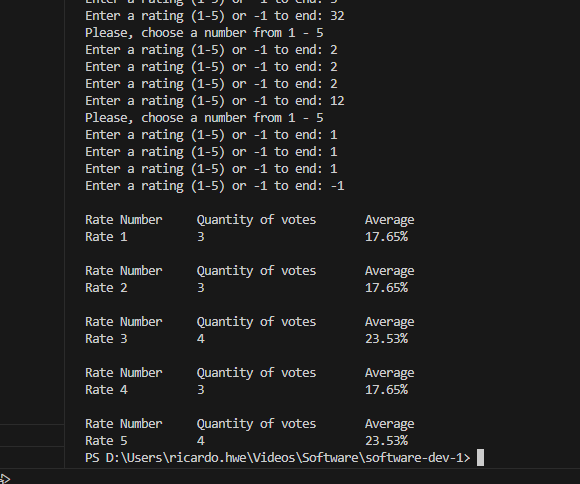 Enter a rating (1-5) or -1 to end: 5
Enter a rating (1-5) or -1 to end: 32
Please, choose a number from 1 - 5
Enter a rating (1-5) or -1 to end: 2
Enter a rating (1-5) or -1 to end: 2
Enter a rating (1-5) or -1 to end: 2
Enter a rating (1-5) or -1 to end: 12
Please, choose a number from 1 - 5
Enter a rating (1-5) or -1 to end: 1
Enter a rating (1-5) or -1 to end: 1
Enter a rating (1-5) or -1 to end: 1
Enter a rating (1-5) or -1 to end: -1
Rate Number Quantity of votes Average
Rate 1 3 17.65%
Rate Number Quantity of votes Average
Rate 2 3 17.65%
Rate Number Quantity of votes Average
Rate 3 4 23.53%
Rate Number Quantity of votes Average
Rate 4 3 17.65%
Rate Number Quantity of votes Average
Rate 5 4 23.53%
PS D:\Users\ricardo.hwe\Videos\Software\software-dev-1>